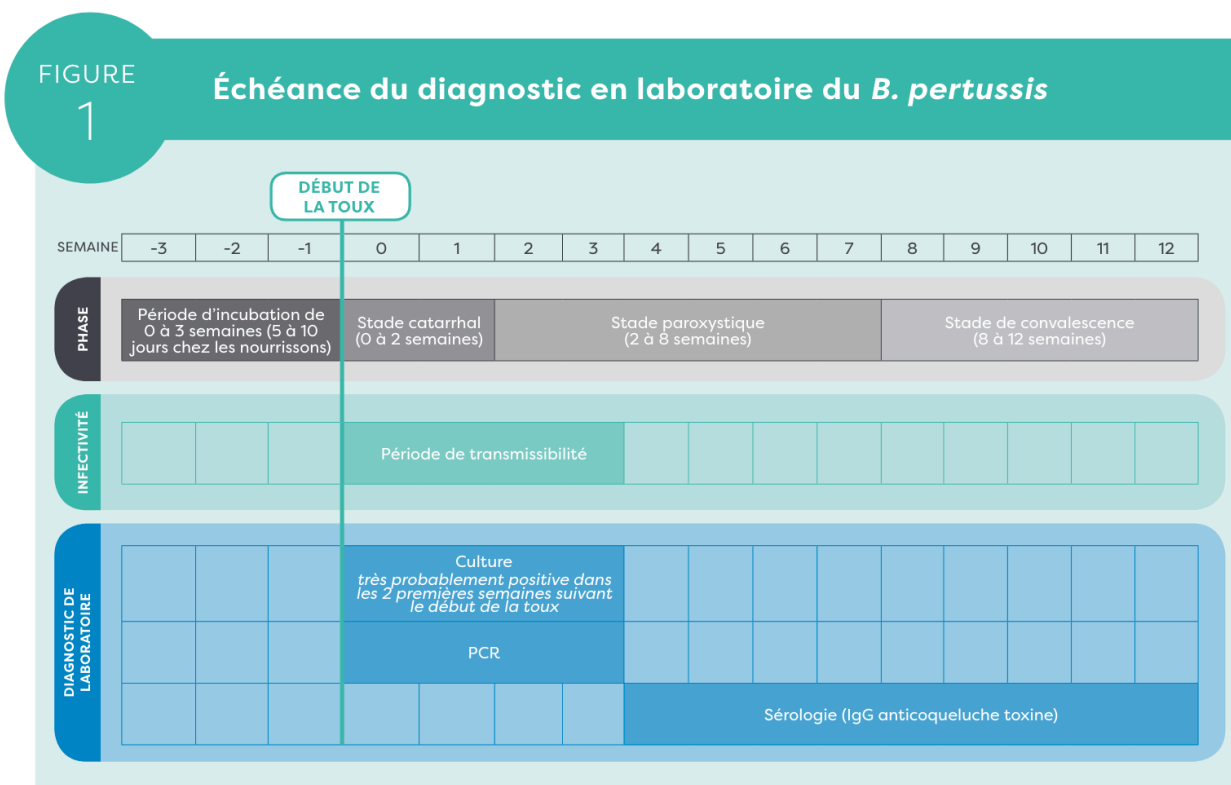 FIGURE
1
Échéance du diagnostic en laboratoire du B. pertussis
DÉBUT DE
LA TOUX
SEMAINE -3 -2 -1 0 1 2 3 4 5 6 7 8 9 10 11 12
PHASE
Période d'incubation de
0 à 3 semaines (5 à 10
jours chez les nourrissons)
Stade catarrhal
(0 à 2 semaines)
Stade paroxystique
(2 à 8 semaines)
Stade de convalescence
(8 à 12 semaines)
INFECTIVITÉ
Période de transmissibilité
DIAGNOSTIC DE
LABORATOIRE
Culture
très probablement positive dans
les 2 premières semaines suivant
le début de la toux
PCR
Sérologie (IgG anticoqueluche toxine)